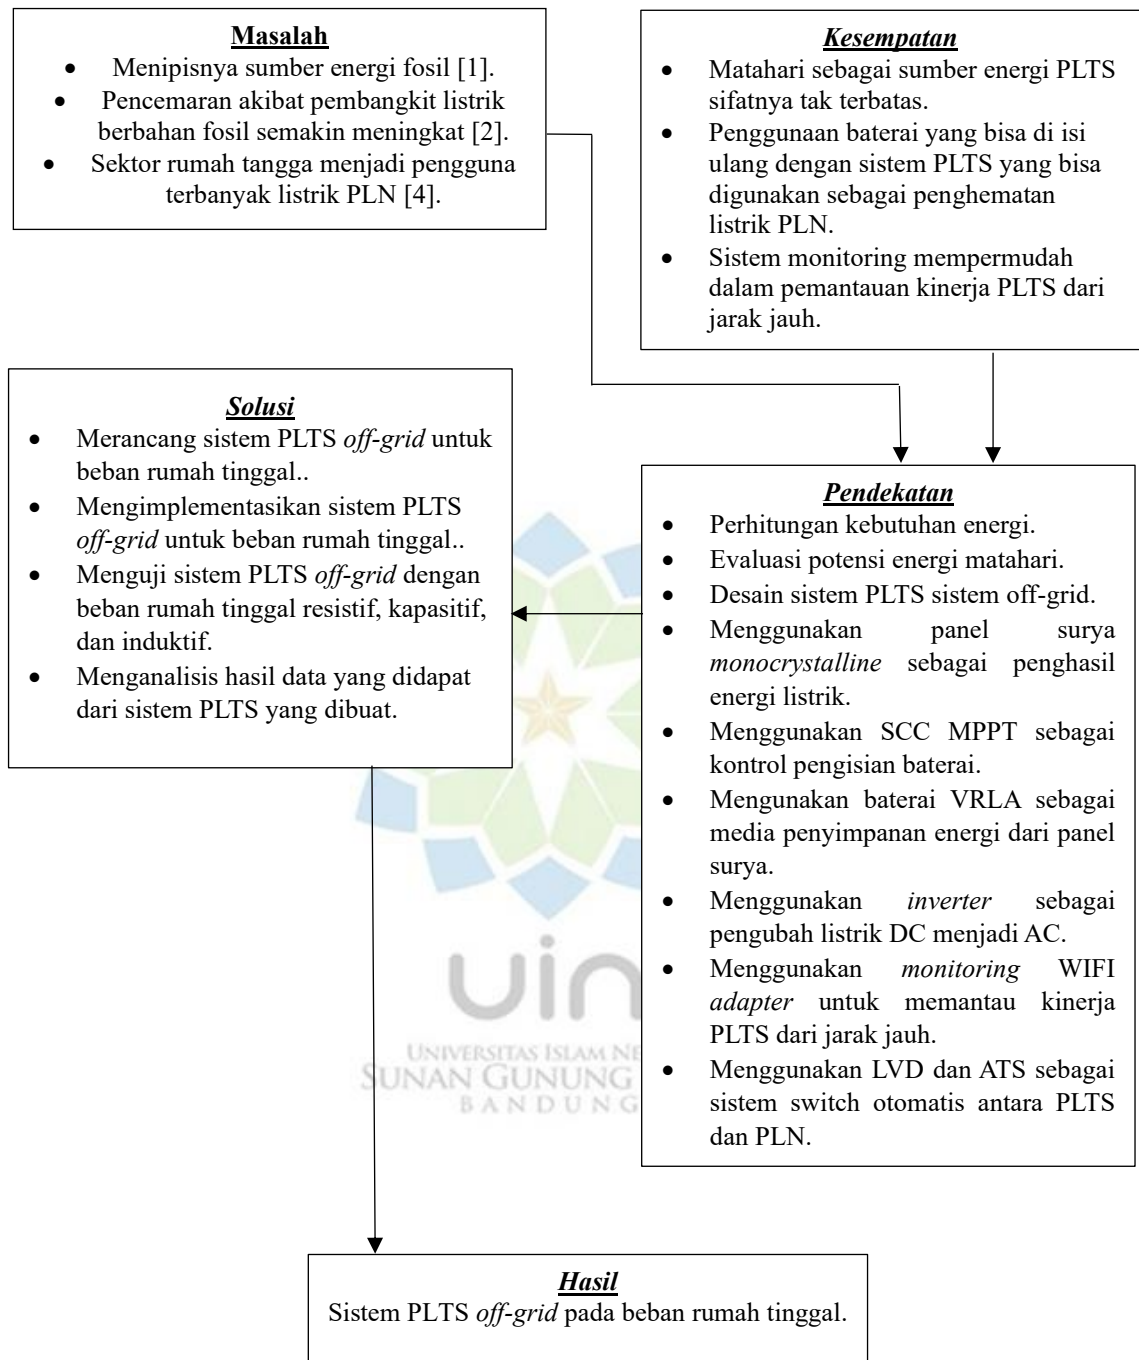 Masalah
• Menipisnya sumber energi fosil [1].
• Pencemaran akibat pembangkit listrik
berbahan fosil semakin meningkat [2].
• Sektor rumah tangga menjadi pengguna
terbanyak listrik PLN [4].
Kesempatan
• Matahari sebagai sumber energi PLTS
sifatnya tak terbatas.
• Penggunaan baterai yang bisa di isi
ulang dengan sistem PLTS yang bisa
digunakan sebagai penghematan
listrik PLN.
• Sistem monitoring mempermudah
dalam pemantauan kinerja PLTS dari
jarak jauh.
Solusi
• Merancang sistem PLTS off-grid untuk
beban rumah tinggal..
• Mengimplementasikan sistem PLTS
off-grid untuk beban rumah tinggal..
• Menguji sistem PLTS off-grid dengan
beban rumah tinggal resistif, kapasitif,
dan induktif.
• Menganalisis hasil data yang didapat
dari sistem PLTS yang dibuat.
Pendekatan
• Perhitungan kebutuhan energi.
• Evaluasi potensi energi matahari.
• Desain sistem PLTS sistem off-grid.
• Menggunakan panel surya
monocrystalline sebagai penghasil
energi listrik.
• Menggunakan SCC MPPT sebagai
kontrol pengisian baterai.
• Mengunakan baterai VRLA sebagai
media penyimpanan energi dari panel
surya.
• Menggunakan inverter sebagai
pengubah listrik DC menjadi AC.
• Menggunakan monitoring WIFI
adapter untuk memantau kinerja
PLTS dari jarak jauh.
• Menggunakan LVD dan ATS sebagai
sistem switch otomatis antara PLTS
dan PLN.
uin
UNIVERSITAS ISLAM NE
SUNAN GUNUNG
BANDUNG
Hasil
Sistem PLTS off-grid pada beban rumah tinggal.